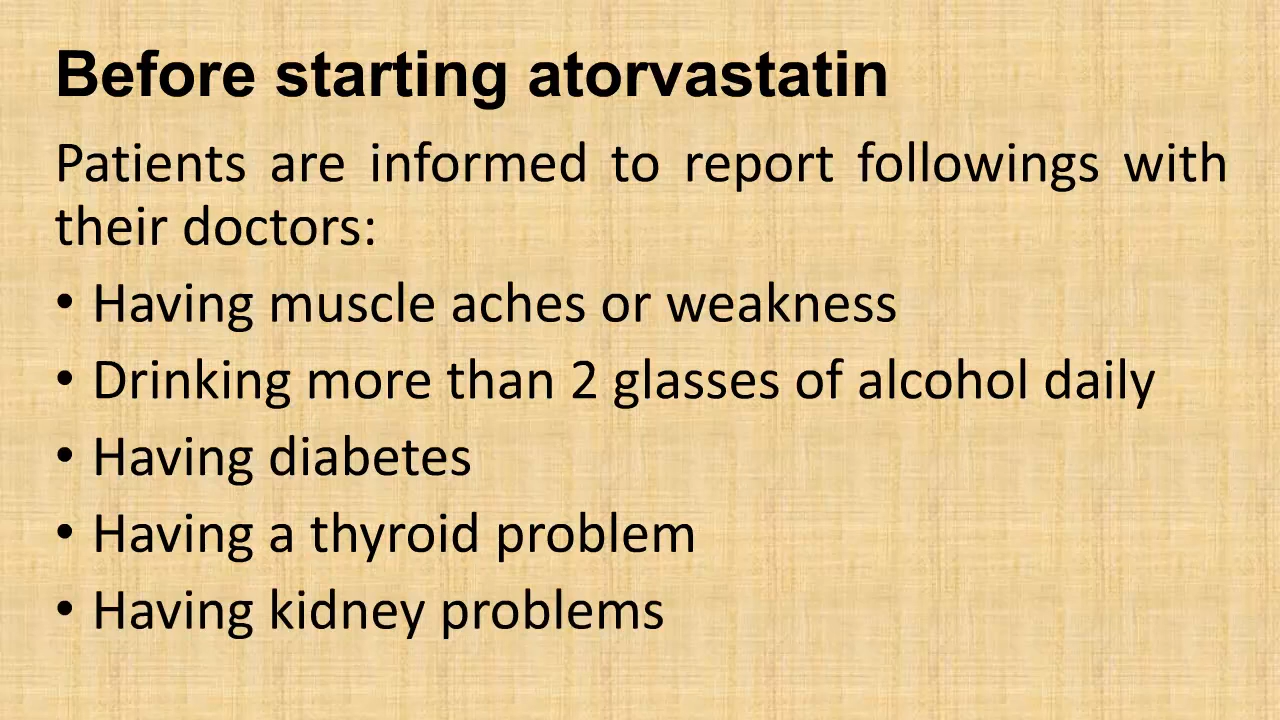 Before starting atorvastatin
Patients are informed to report followings with
their doctors:
• Having muscle aches or weakness
• Drinking more than 2 glasses of alcohol daily
• Having diabetes
• Having a thyroid problem
• Having kidney problems